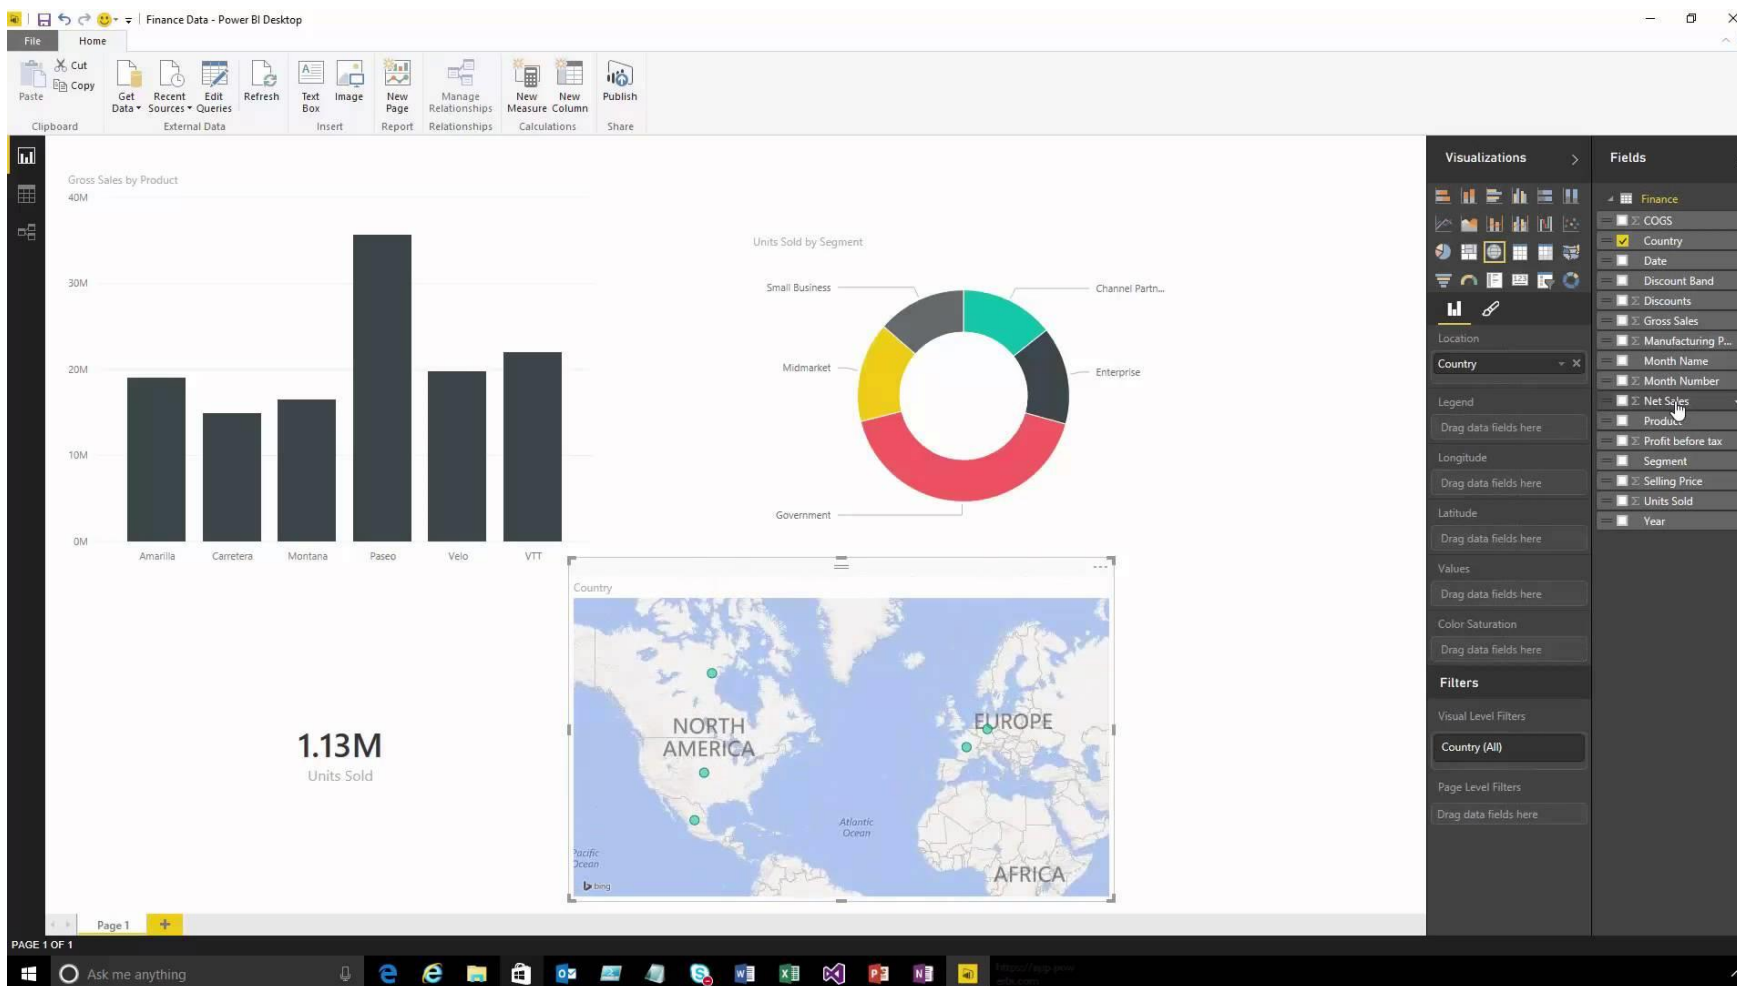 Finance Data - Power BI Desktop
File Home
Paste
Cut
Copy
Get Data
Recent Sources
Edit Queries
Refresh
Text Box
Image
New Page
Manage Relationships
New Measure
New Column
Publish
Clipboard External Data Insert Report Relationships Calculations Share
Gross Sales by Product
40M
30M
20M
10M
0M
Amarilla Carretera Montana Paseo Velo VTT
Units Sold by Segment
Small Business
Channel Partn...
Midmarket
Enterprise
Government
1.13M
Units Sold
Country
NORTH
AMERICA
EUROPE
Atlantic
Ocean
Pacific
Ocean
AFRICA
bing
Visualizations
Location
Country
Legend
Drag data fields here
Longitude
Drag data fields here
Latitude
Drag data fields here
Values
Drag data fields here
Color Saturation
Drag data fields here
Filters
Visual Level Filters
Country (All)
Page Level Filters
Drag data fields here
Fields
Finance
COGS
Country
Date
Discount Band
Discounts
Gross Sales
Manufacturing P...
Month Name
Month Number
Net Sales
Product
Profit before tax
Segment
Selling Price
Units Sold
Year
Page 1
PAGE 1 OF 1
Ask me anything